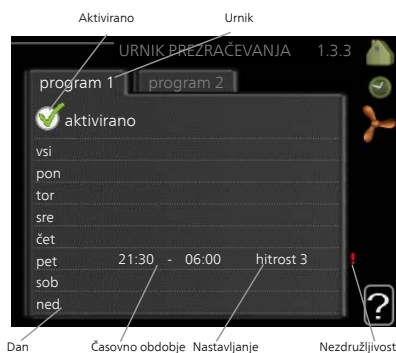 Aktivirano Urnik
URNIK PREZRAČEVANJA 1.3.3
program 1 program 2
aktivirano
vsi
pon
tor
sre
čet
pet 21:30 - 06:00 hitrost 3 !
sob
ned
?
Dan Časovno obdobje Nastavljanje Nezdružljivost